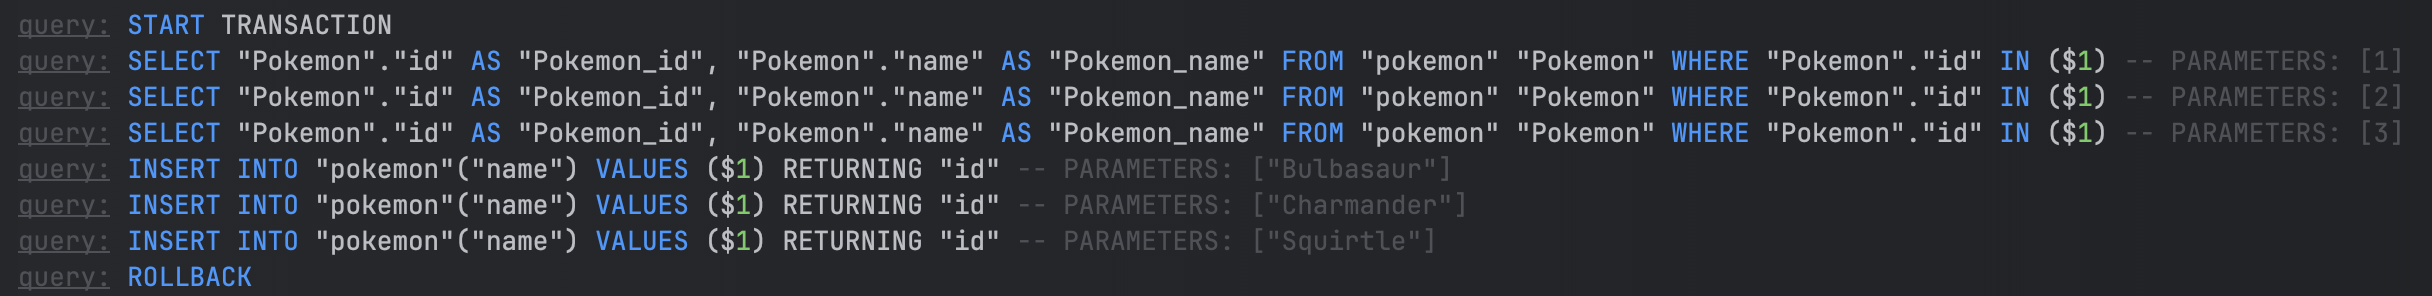 query: START TRANSACTION
query: SELECT "Pokemon"."id" AS "Pokemon_id", "Pokemon"."name" AS "Pokemon_name" FROM "pokemon" "Pokemon" WHERE "Pokemon"."id" IN ($1) -- PARAMETERS: [1]
query: SELECT "Pokemon"."id" AS "Pokemon_id", "Pokemon"."name" AS "Pokemon_name" FROM "pokemon" "Pokemon" WHERE "Pokemon"."id" IN ($1) -- PARAMETERS: [2]
query: SELECT "Pokemon"."id" AS "Pokemon_id", "Pokemon"."name" AS "Pokemon_name" FROM "pokemon" "Pokemon" WHERE "Pokemon"."id" IN ($1) -- PARAMETERS: [3]
query: INSERT INTO "pokemon"("name") VALUES ($1) RETURNING "id" -- PARAMETERS: ["Bulbasaur"]
query: INSERT INTO "pokemon"("name") VALUES ($1) RETURNING "id" -- PARAMETERS: ["Charmander"]
query: INSERT INTO "pokemon"("name") VALUES ($1) RETURNING "id" -- PARAMETERS: ["Squirtle"]
query: ROLLBACK